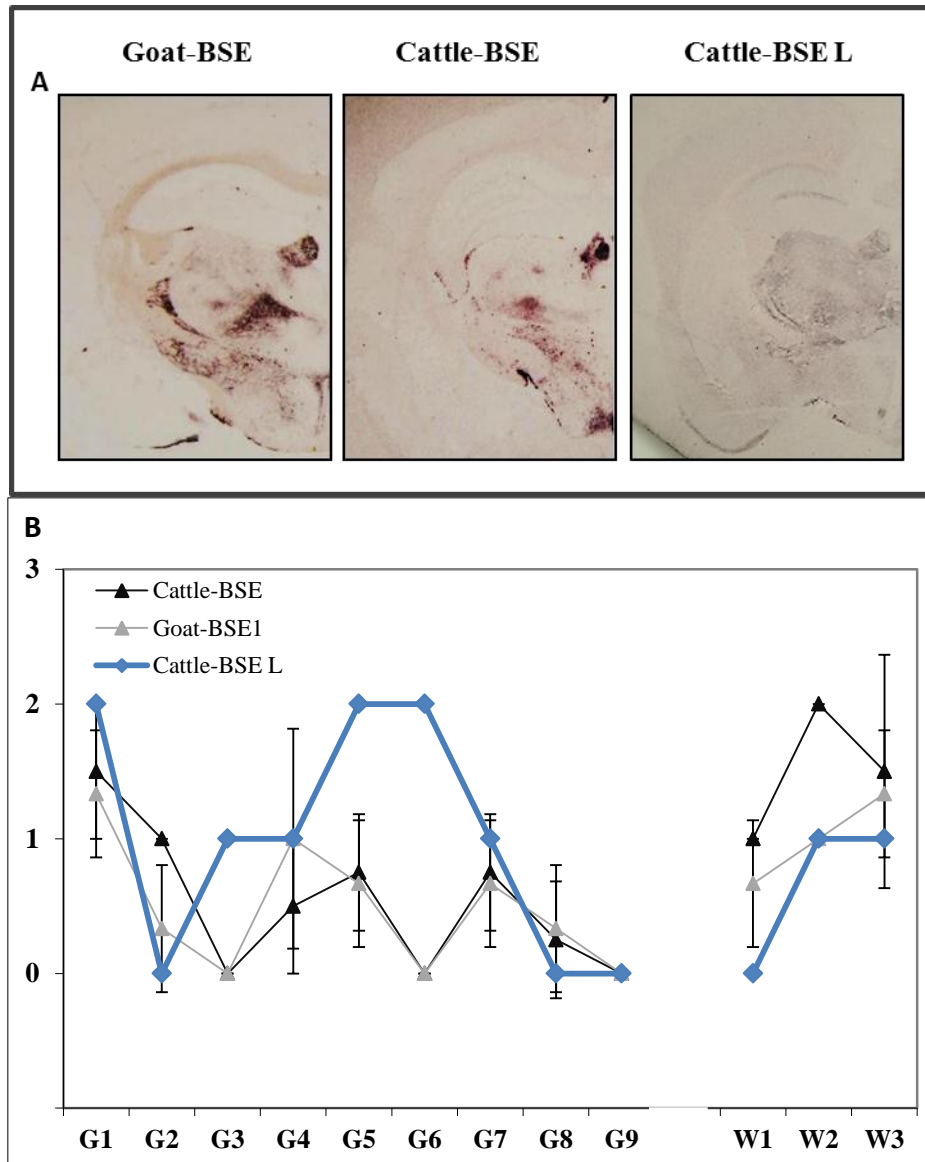 Goat-BSE Cattle-BSE Cattle-BSE L
A
B
3
Cattle-BSE
Goat-BSE1
Cattle-BSE L
2
1
0
G1 G2 G3 G4 G5 G6 G7 G8 G9 W1 W2 W3